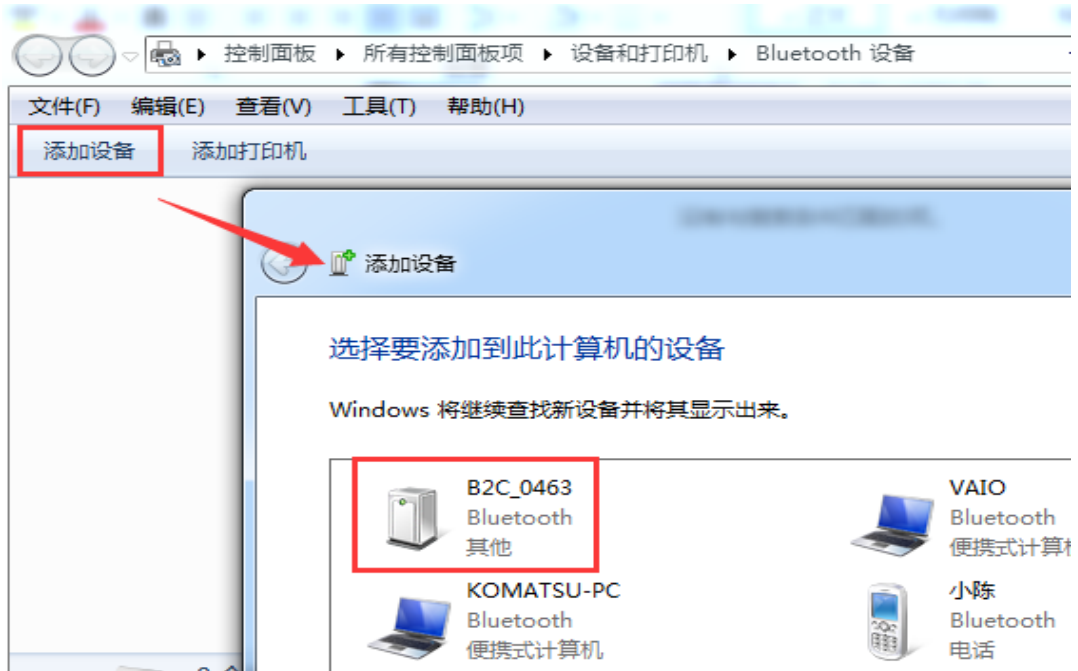 控制面板 ▸ 所有控制面板项 ▸ 设备和打印机 ▸ Bluetooth 设备
文件(F) 编辑(E) 查看(V) 工具(T) 帮助(H)
添加设备 添加打印机
添加设备
选择要添加到此计算机的设备
Windows 将继续查找新设备并将其显示出来。
B2C_0463
Bluetooth
其他
VAIO
Bluetooth
便携式计算机
KOMATSU-PC
Bluetooth
便携式计算机
小陈
Bluetooth
电话